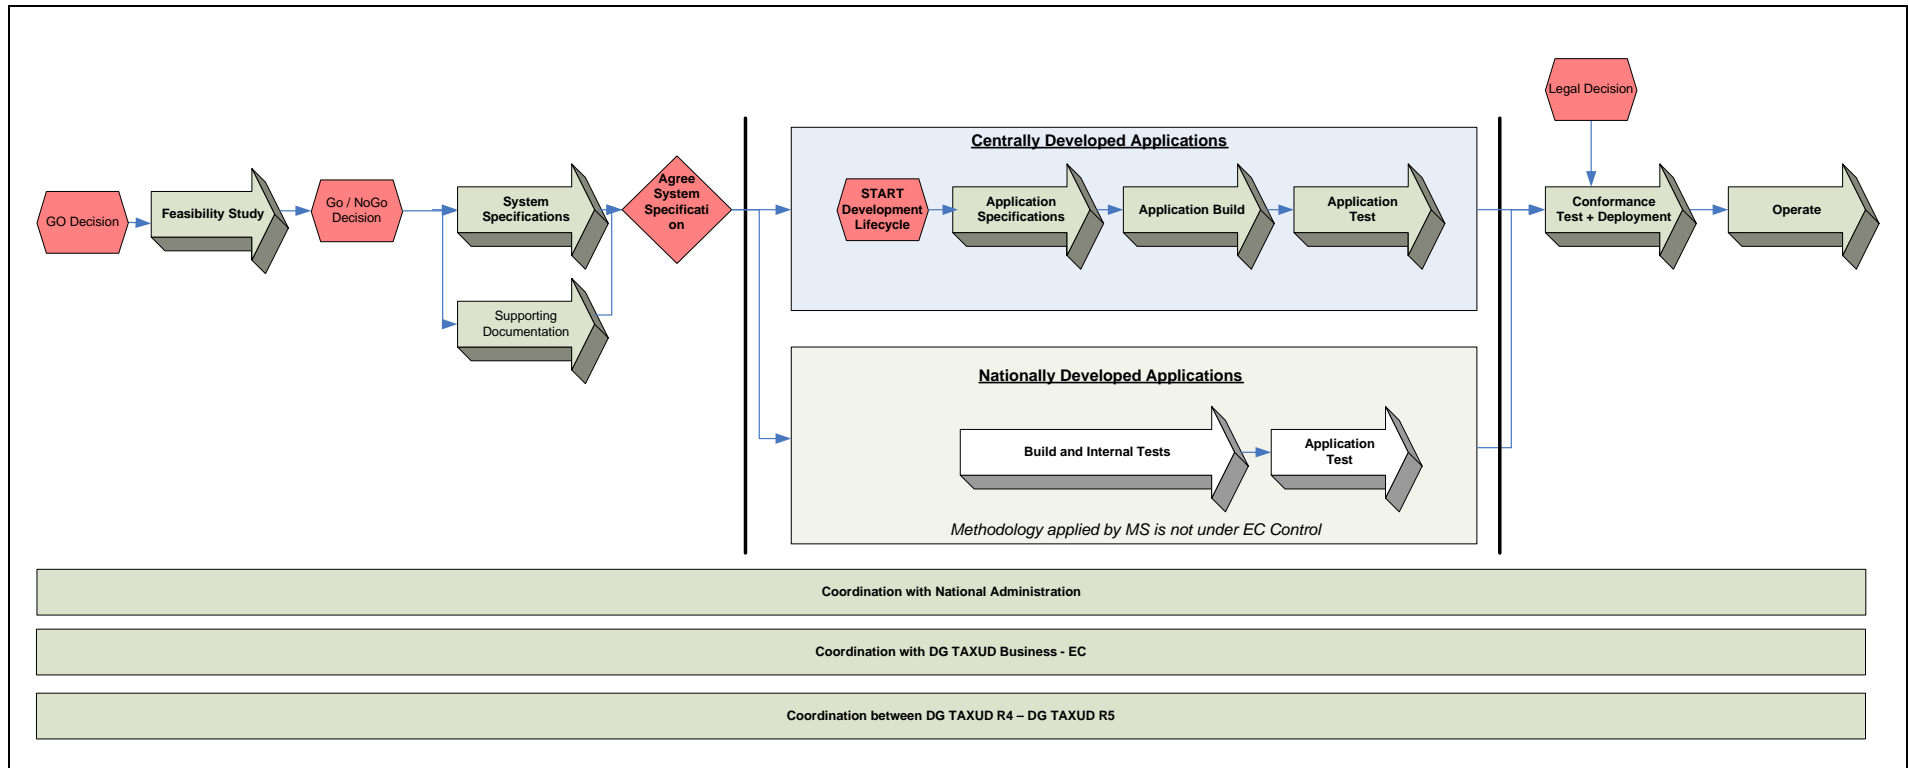 GO Decision
Feasibility Study
Go / NoGo
Decision
System
Specifications
Supporting
Documentation
Agree
System
Specificati
on
Centrally Developed Applications
START
Development
Lifecycle
Application
Specifications
Application Build
Application
Test
Nationally Developed Applications
Build and Internal Tests
Application
Test
Methodology applied by MS is not under EC Control
Legal Decision
Conformance
Test + Deployment
Operate
Coordination with National Administration
Coordination with DG TAXUD Business - EC
Coordination between DG TAXUD R4 – DG TAXUD R5